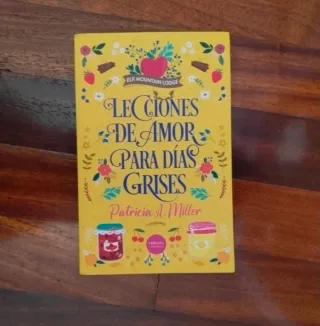 ELK MOUNTAIN LODGE
LECCIONES
DE AMOR
PARA DÍAS
GRISES
Patricia A. Miller